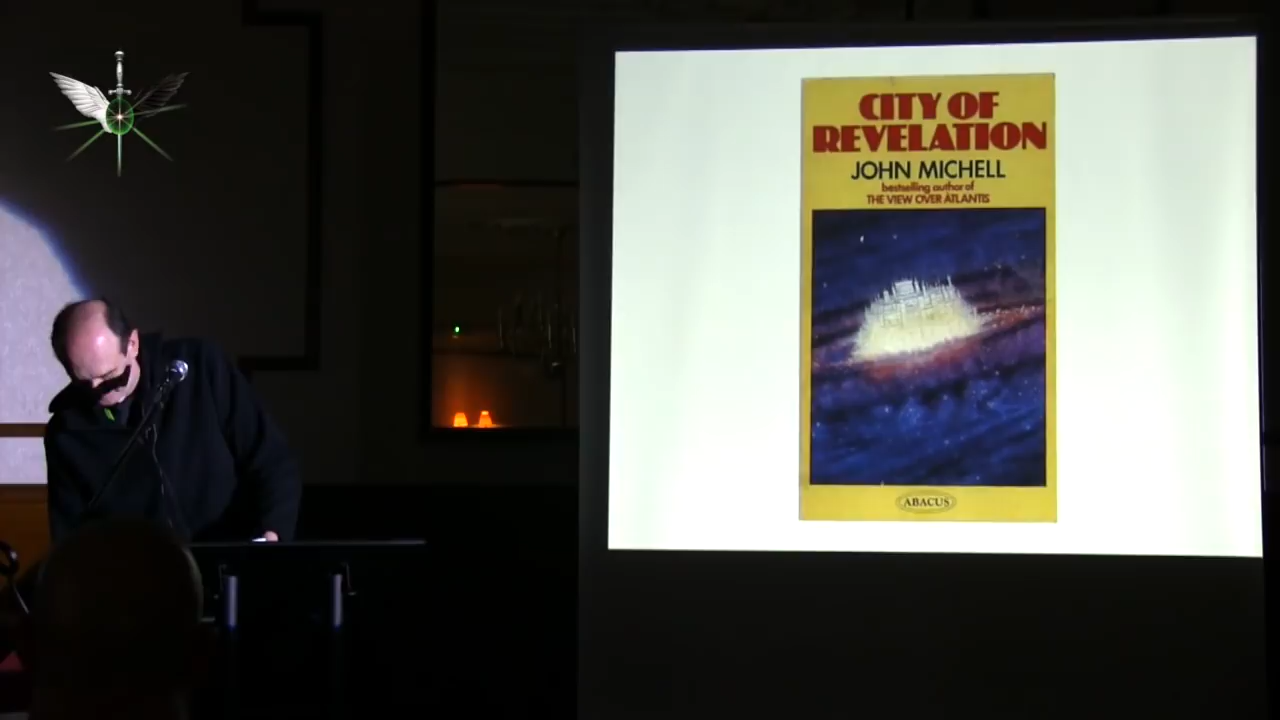 CITY OF
REVELATION
JOHN MICHELL
bestselling author of
THE VIEW OVER ATLANTIS
ABACUS